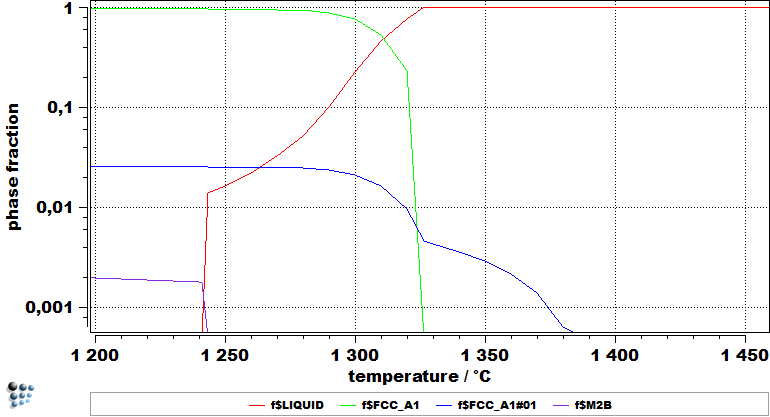 1
0,1
0,01
0,001
phase fraction
1 200 1 250 1 300 1 350 1 400 1 450
temperature / °C
f$LIQUID f$FCC_A1 f$FCC_A1#01 f$M2B